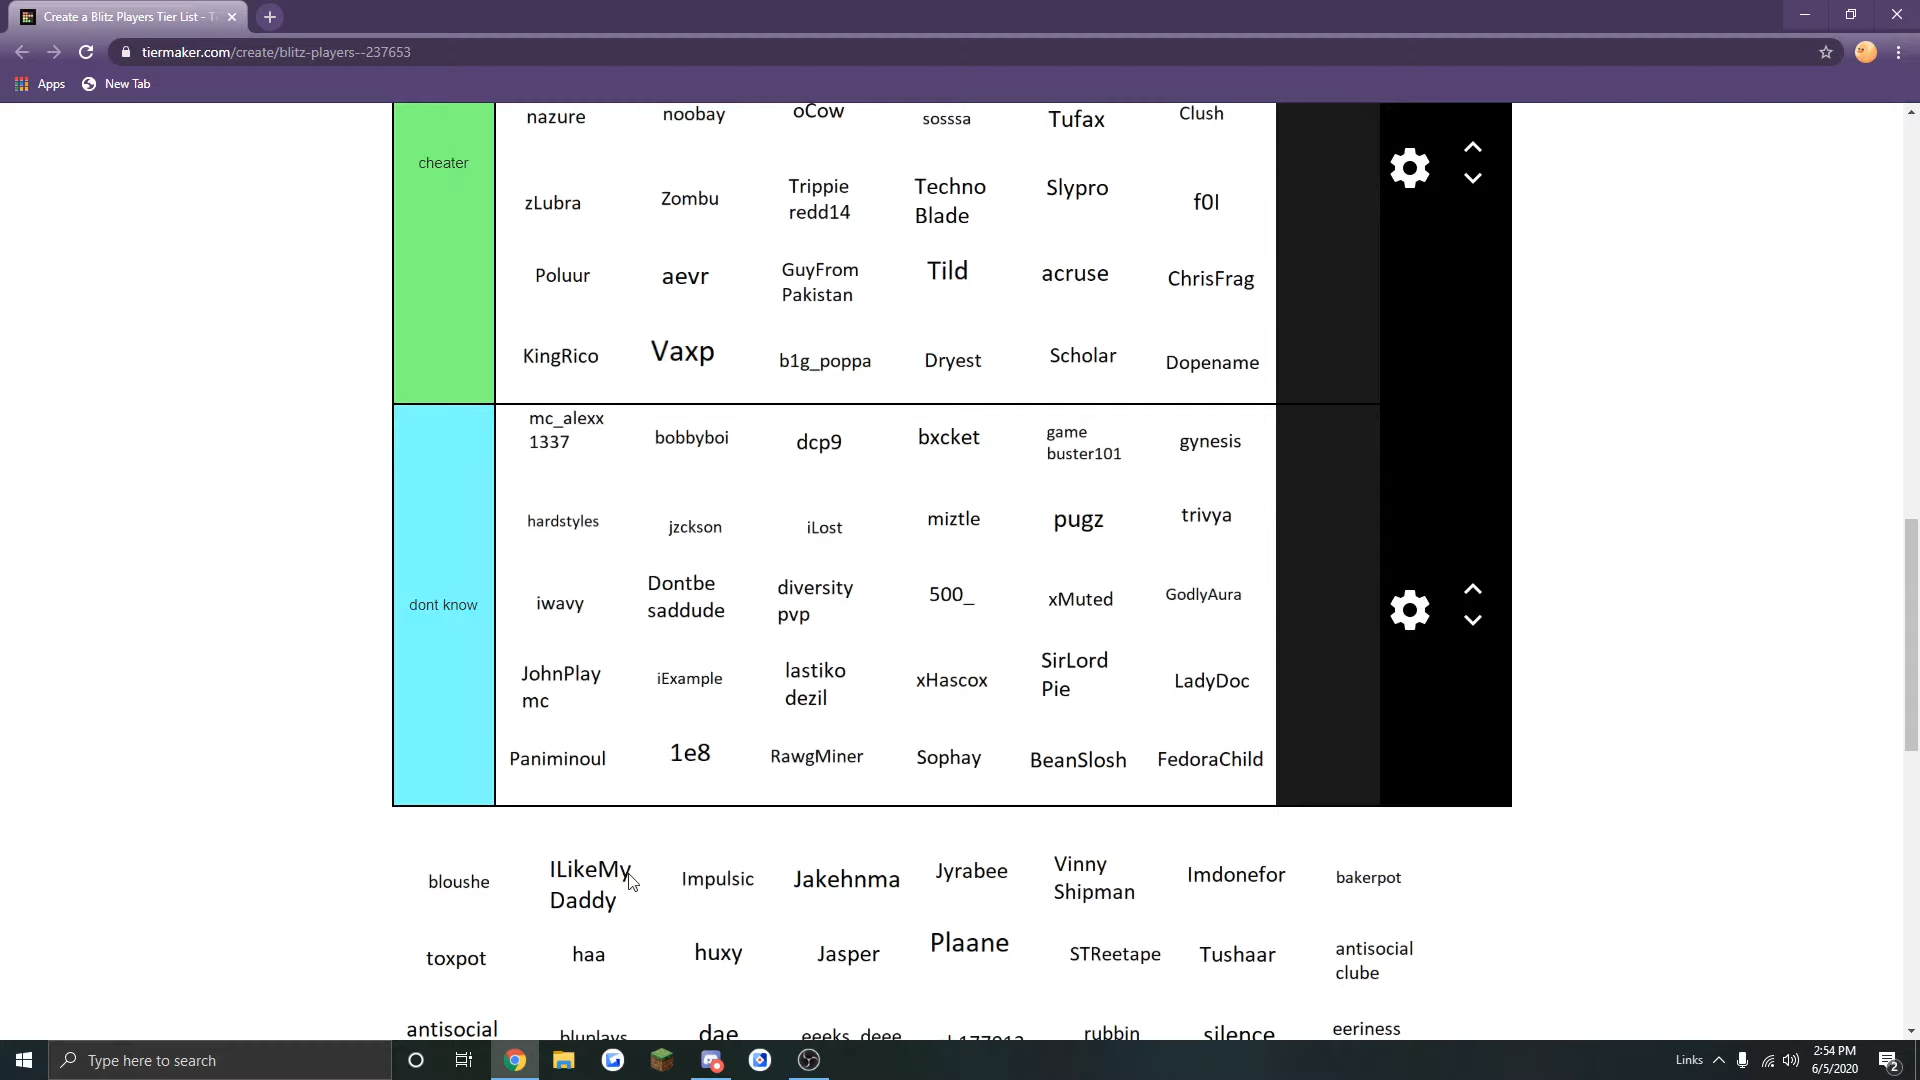 Create a Blitz Players Tier List - T
tiermaker.com/create/blitz-players--237653
Apps New Tab
cheater
nazure noobay oCow sosssa Tufax Clush
zLubra Zombu Trippie redd14 Techno Blade Slypro f0l
Poluur aevr GuyFrom Pakistan Tild acruse ChrisFrag
KingRico Vaxp b1g_poppa Dryest Scholar Dopename
dont know
mc_alexx 1337 bobbyboi dcp9 bxcket game buster101 gynesis
hardstyles jzckson iLost miztle pugz trivya
iwavy Dontbe saddude diversity pvp 500_ xMuted GodlyAura
JohnPlay mc iExample lastiko dezil xHascox SirLord Pie LadyDoc
Paniminoul 1e8 RawgMiner Sophay BeanSlosh FedoraChild
bloushe ILikeMy Daddy Impulsic Jakehnma Jyrabee Vinny Shipman Imdonefor bakerpot
toxpot haa huxy Jasper Plaane STReetape Tushaar antisocial clube
antisocial bluplays dae eeeks_deee rubbin silence eeriness
Type here to search
Links
2:54 PM
6/5/2020
2